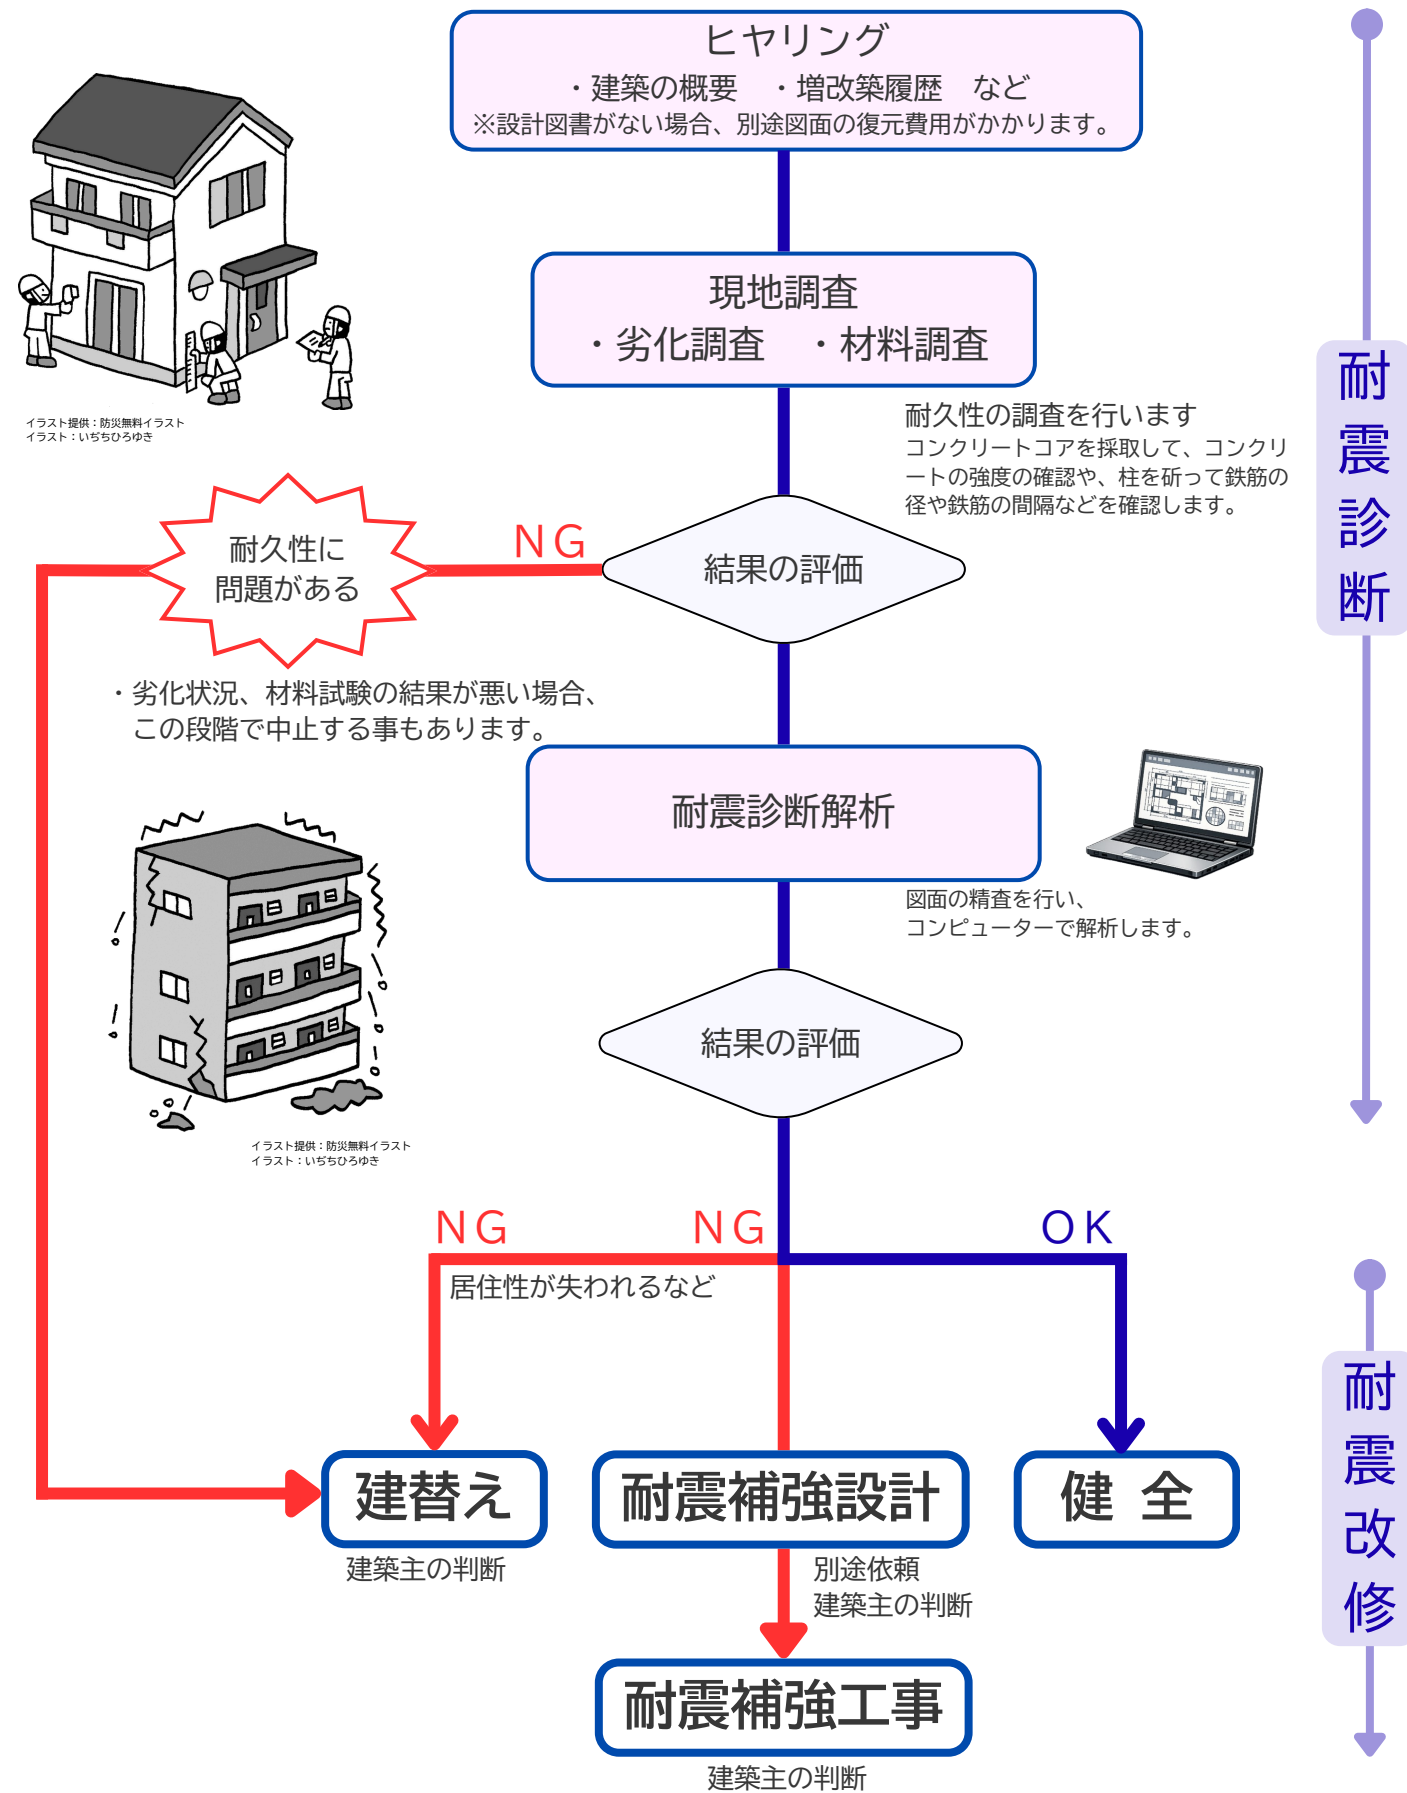 ヒヤリング
・建築の概要　・増改築履歴　など
※設計図書がない場合、別途図面の復元費用がかかります。
現地調査
・劣化調査　・材料調査
イラスト提供：防災無料イラスト
イラスト：いぢちひろゆき
耐久性の調査を行います
コンクリートコアを採取して、コンクリ
ートの強度の確認や、柱を斫って鉄筋の
径や鉄筋の間隔などを確認します。
耐震診断
耐久性に
問題がある
ＮＧ
結果の評価
・劣化状況、材料試験の結果が悪い場合、
この段階で中止する事もあります。
耐震診断解析
図面の精査を行い、
コンピューターで解析します。
結果の評価
イラスト提供：防災無料イラスト
イラスト：いぢちひろゆき
ＮＧ
ＮＧ
ＯＫ
居住性が失われるなど
耐震改修
建替え
耐震補強設計
健 全
建築主の判断
別途依頼
建築主の判断
耐震補強工事
建築主の判断